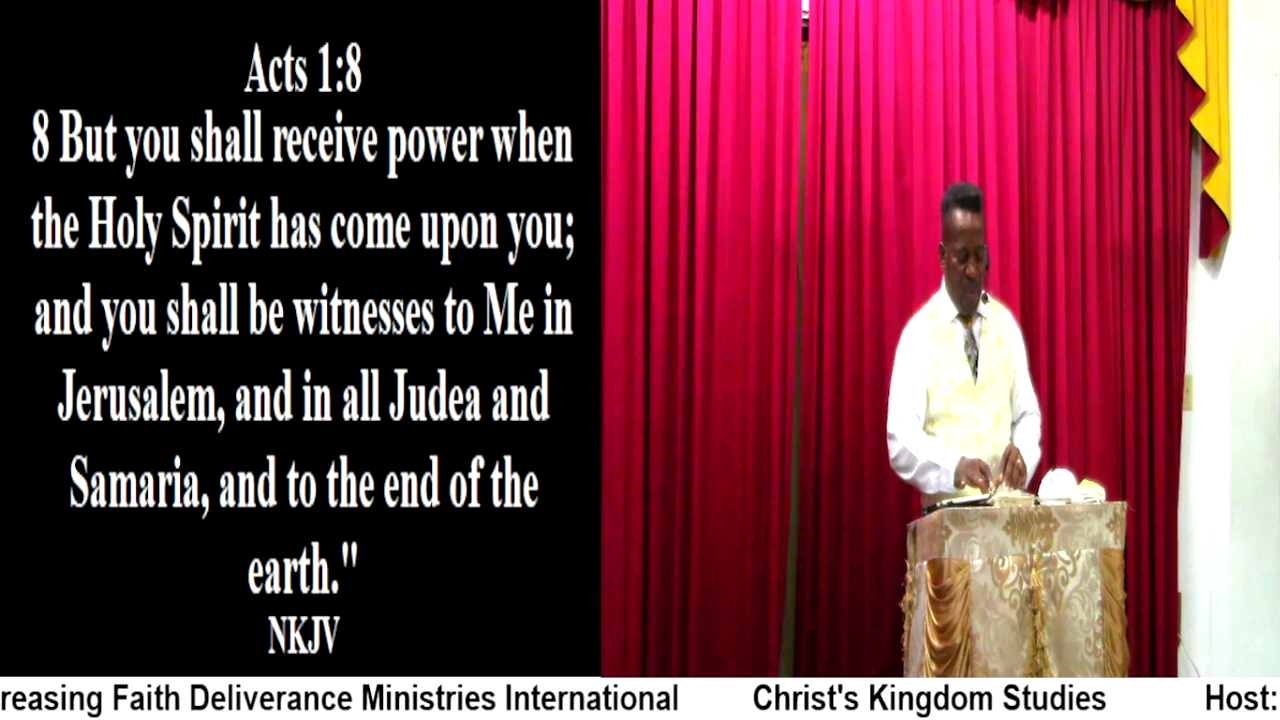 Acts 1:8
8 But you shall receive power when
the Holy Spirit has come upon you;
and you shall be witnesses to Me in
Jerusalem, and in all Judea and
Samaria, and to the end of the
earth."
NKJV
reasing Faith Deliverance Ministries International Christ's Kingdom Studies Host: